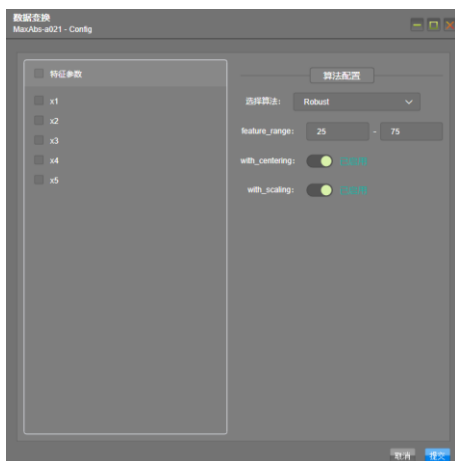 数据变换
MaxAbs-a021 - Config
特征参数
x1
x2
x3
x4
x5
算法配置
选择算法: Robust
feature_range: 25 - 75
with_centering:
with_scaling:
取消 提交